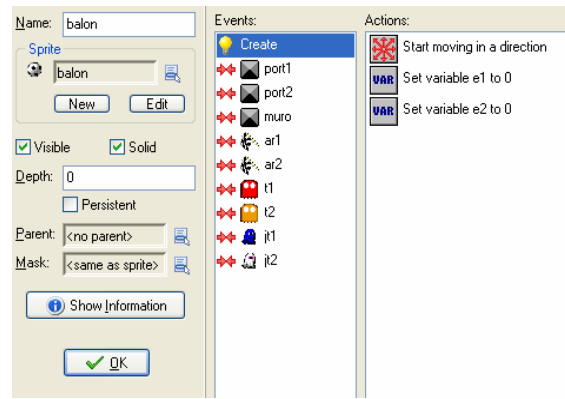 Name: balon
Sprite
balon
New Edit
Visible Solid
Depth: 0
Persistent
Parent: <no parent>
Mask: <same as sprite>
Show Information
OK
Events:
Create
port1
port2
muro
ar1
ar2
t1
t2
jt1
jt2
Actions:
Start moving in a direction
VAR Set variable e1 to 0
VAR Set variable e2 to 0